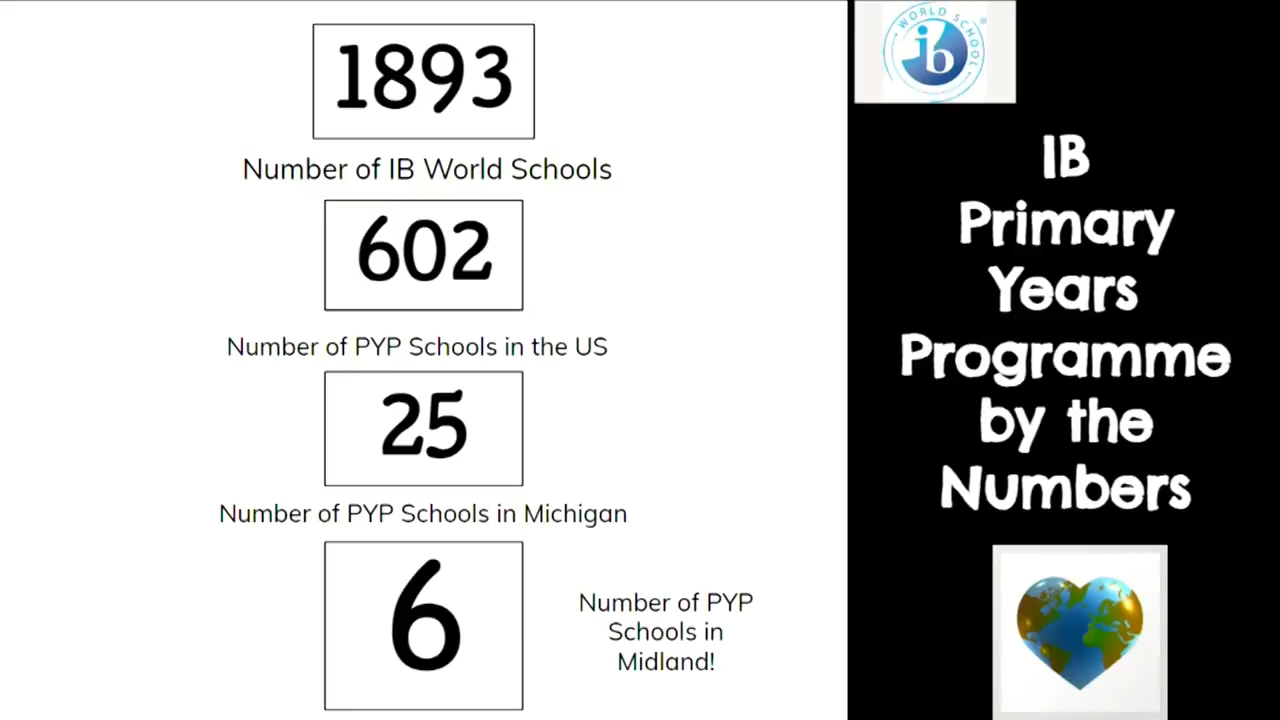 1893
Number of IB World Schools
602
Number of PYP Schools in the US
25
Number of PYP Schools in Michigan
6
Number of PYP
Schools in
Midland!
WORLD SCHOOL
ib
®
IB
Primary
Years
Programme
by the
Numbers